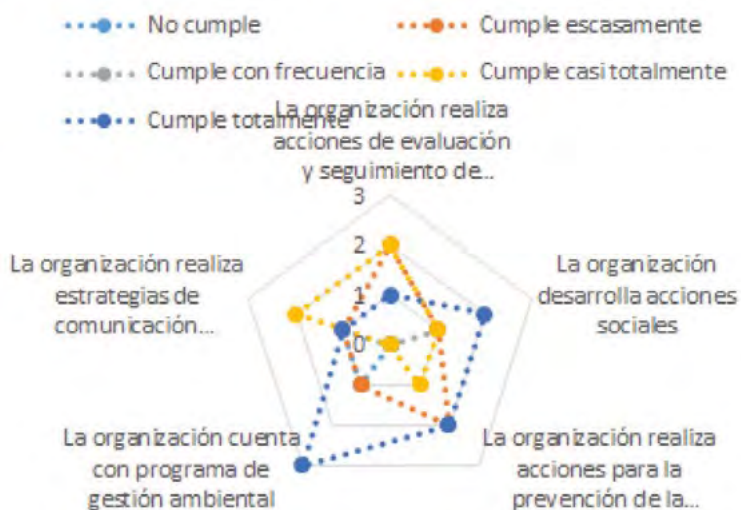 No cumple
Cumple escasamente
Cumple con frecuencia
Cumple casi totalmente
Cumple totalmente
La organización realiza
acciones de evaluación
y seguimiento de...
3
2
1
0
La organización
desarrolla acciones
sociales
La organización realiza
acciones para la
prevención de la...
La organización cuenta
con programa de
gestión ambiental
La organización realiza
estrategias de
comunicación...